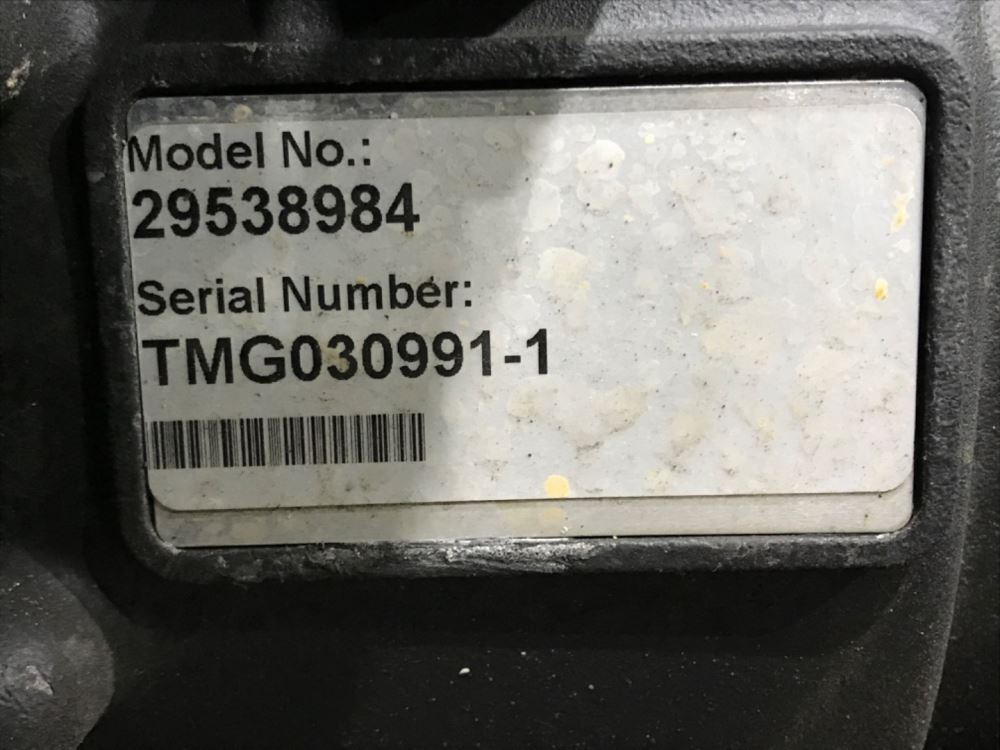 Model No.:
29538984
Serial Number:
TMG030991-1